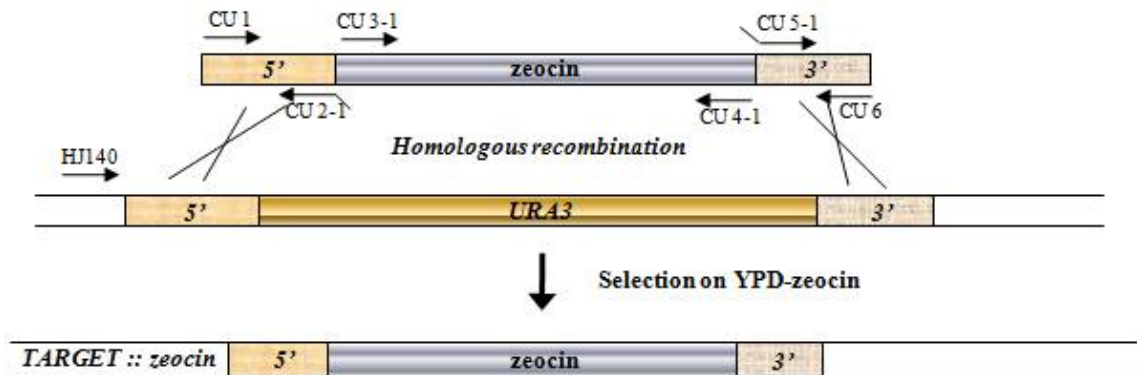 CU 1
CU 3-1
CU 5-1
5’ zeocin 3’
CU 2-1
CU 4-1
CU 6
Homologous recombination
HJ140
5’ URA3 3’
Selection on YPD-zeocin
TARGET :: zeocin 5’ zeocin 3’